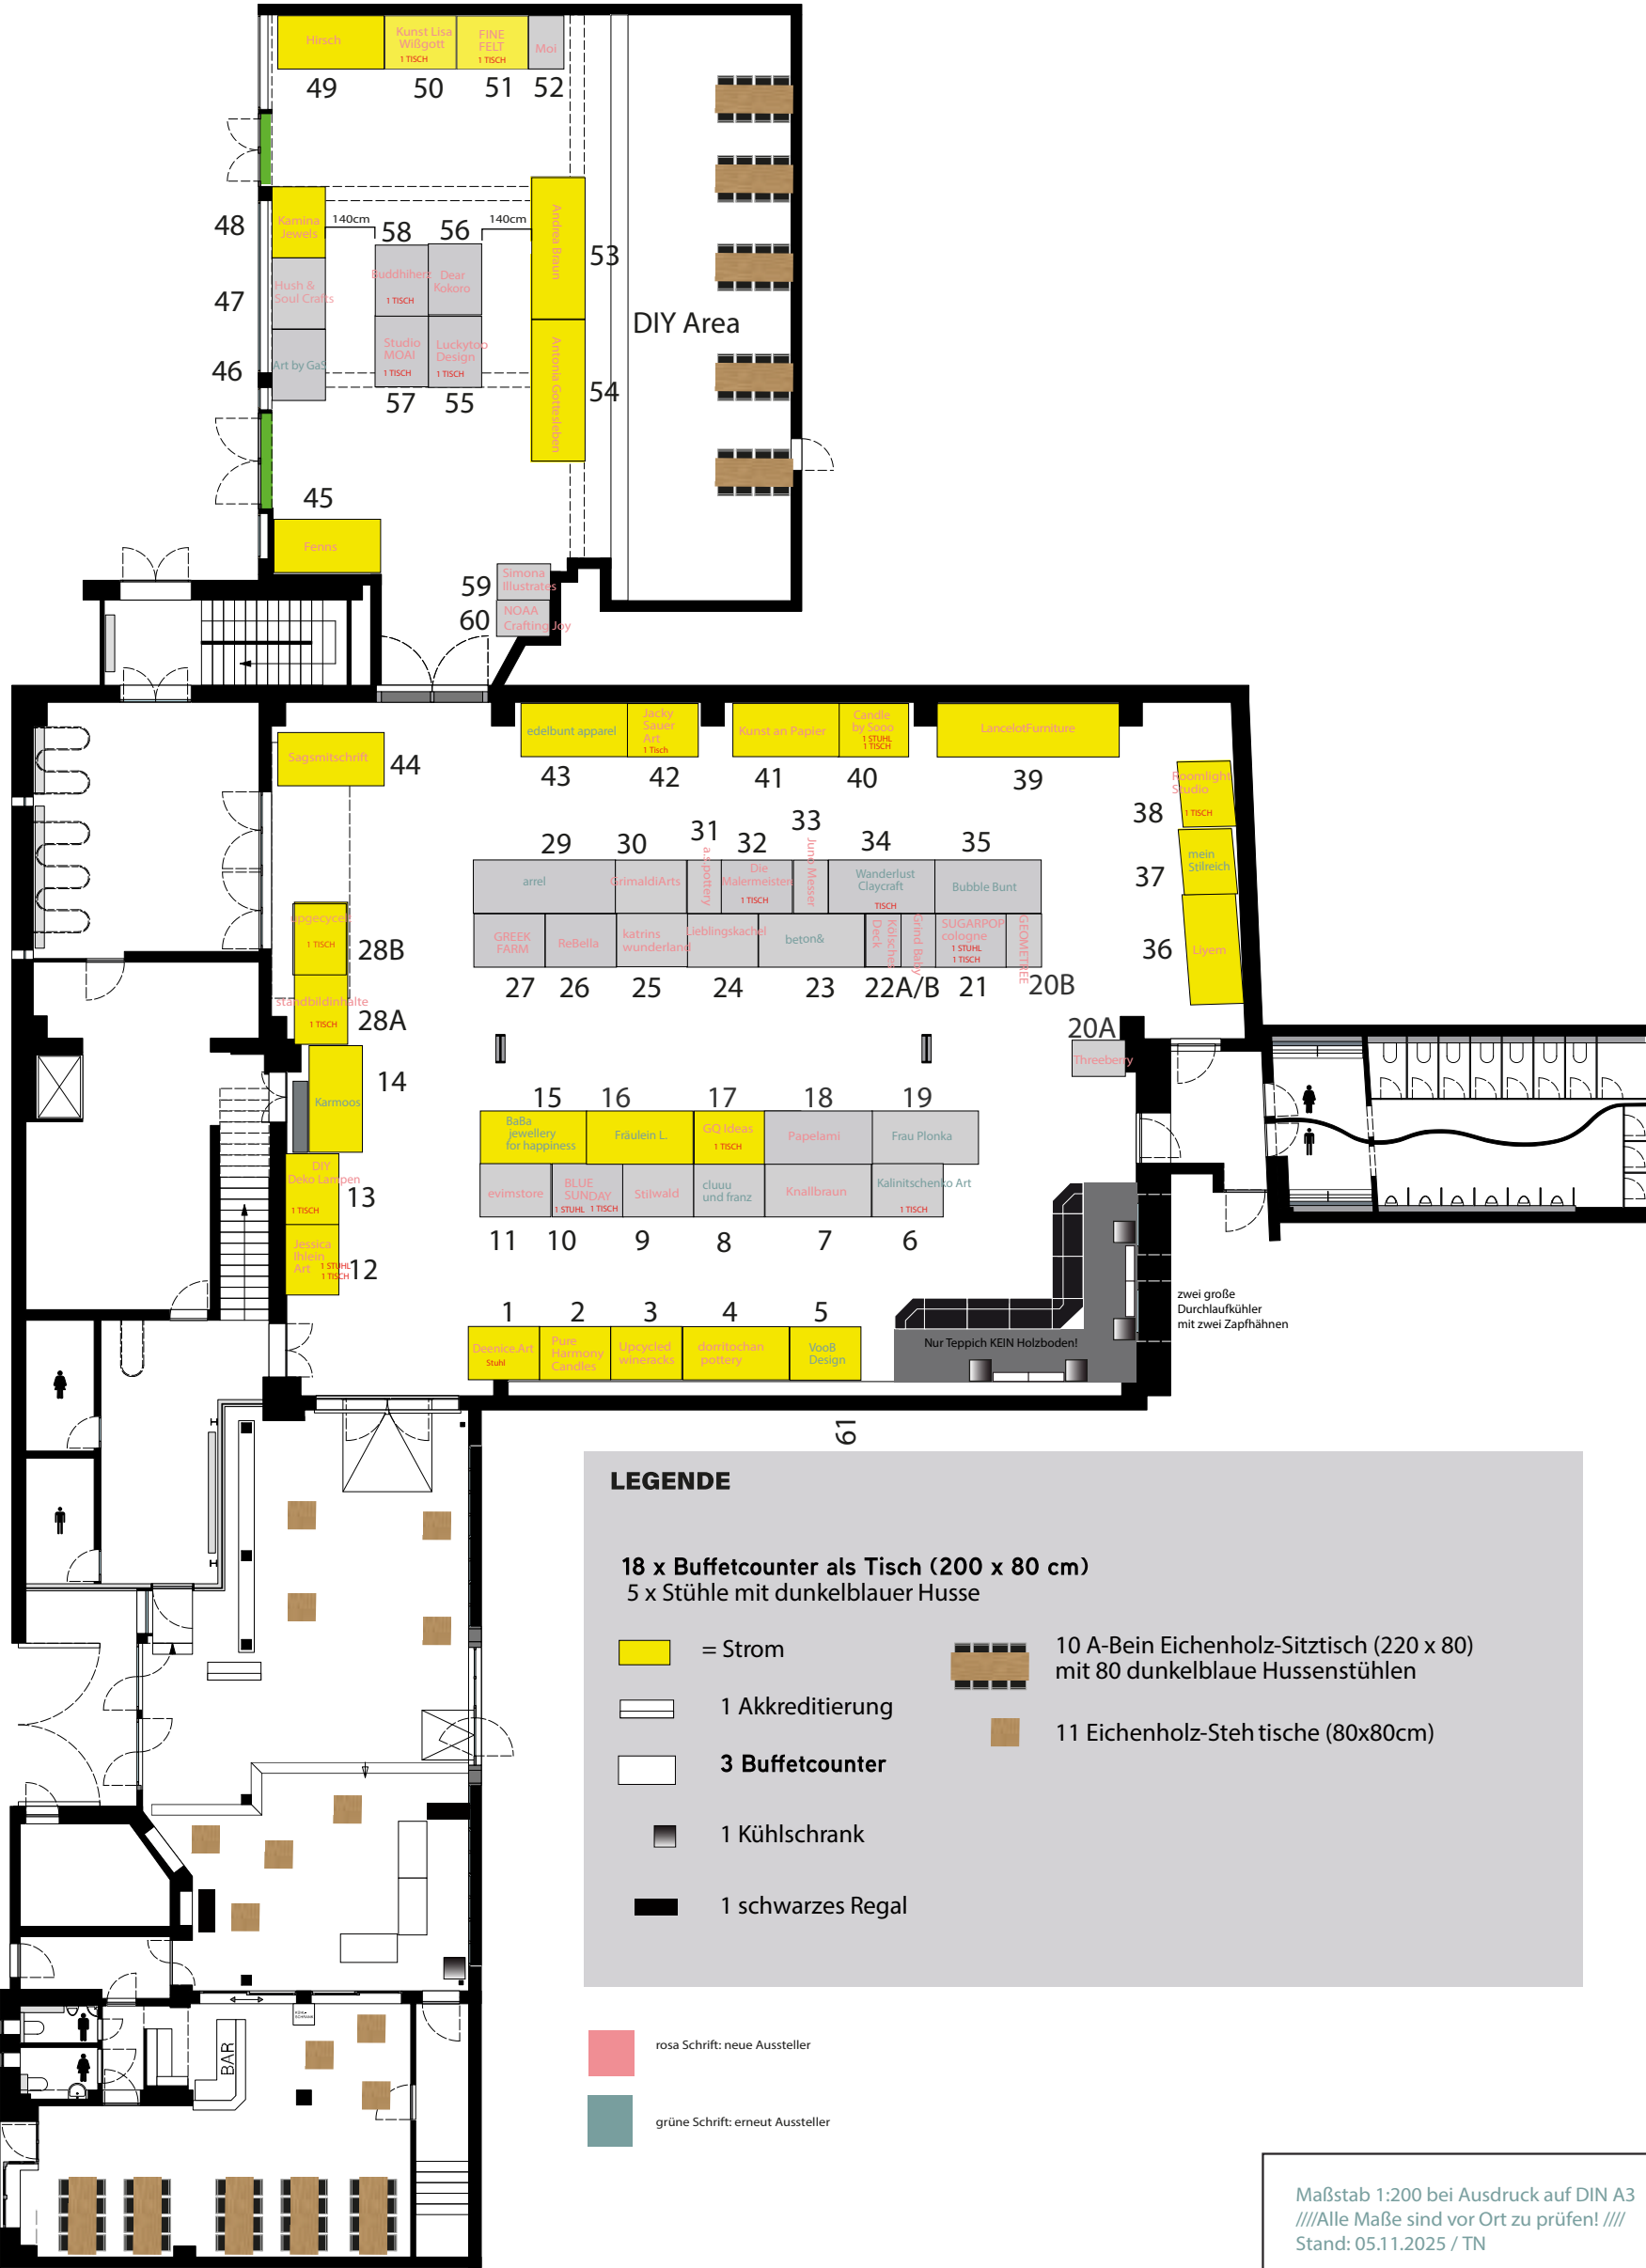 Hirsch
Kunst Lisa
Wißgott
1 TISCH
FINE
FELT
1 TISCH
Moi
49
50
51
52
48
Kamina
Jewels
140cm
58
56
140cm
53
Andrea Braun
47
Hush &
Soul Crafts
Buddhiherz
1 TISCH
Dear
Kokoro
DIY Area
46
Art by GaS
Studio
MOAI
1 TISCH
Luckytoo
Design
1 TISCH
54
Antonia Gottesleben
57
55
45
Fenns
59
Simona
Illustrates
60
NOAA
Crafting Joy
Sagsmitschrift
44
edelbunt apparel
Jacky
Sauer
Art
1 Tisch
Kunst an Papier
Candle
by Sooo
1 STUHL
1 TISCH
LancelotFurniture
43
42
41
40
39
Roomlight
Studio
1 TISCH
38
mein
Stilreich
37
36
Liyem
29
30
31
32
33
34
35
arrel
GrimaldiArts
a.s.pottery
Die
Malermeister
1 TISCH
Juno Messer
Wanderlust
Claycraft
TISCH
Bubble Bunt
GREEK
FARM
ReBella
katrins
wunderland
Lieblingskachel
beton&
Kölsches
Deck
Grind Baby
SUGARPOP
cologne
1 STUHL
1 TISCH
GEOMETREE
27
26
25
24
23
22A/B
21
20B
upgecycelt
1 TISCH
28B
standbildinhalte
1 TISCH
28A
20A
Threeberry
14
Karmoos
15
16
17
18
19
BaBa
jewellery
for happiness
Fräulein L.
GQ Ideas
1 TISCH
Papelami
Frau Plonka
evimstore
BLUE
SUNDAY
1 STUHL 1 TISCH
Stilwald
cluuu
und franz
Knallbraun
Kalinitschenko Art
1 TISCH
11
10
9
8
7
6
DIY
Deko Lampen
1 TISCH
13
Jessica
Ihlein
Art
1 STUHL
1 TISCH
12
1
2
3
4
5
Deenice.Art
Stuhl
Pure
Harmony
Candles
Upcycled
wineracks
dorritochan
pottery
VooB
Design
Nur Teppich KEIN Holzboden!
zwei große
Durchlaufkühler
mit zwei Zapfhähnen
61
LEGENDE
18 x Buffetcounter als Tisch (200 x 80 cm)
5 x Stühle mit dunkelblauer Husse
= Strom
10 A-Bein Eichenholz-Sitztisch (220 x 80)
mit 80 dunkelblaue Hussenstühlen
1 Akkreditierung
11 Eichenholz-Steh tische (80x80cm)
3 Buffetcounter
1 Kühlschrank
1 schwarzes Regal
BAR
rosa Schrift: neue Aussteller
grüne Schrift: erneut Aussteller
Maßstab 1:200 bei Ausdruck auf DIN A3
////Alle Maße sind vor Ort zu prüfen! ////
Stand: 05.11.2025 / TN